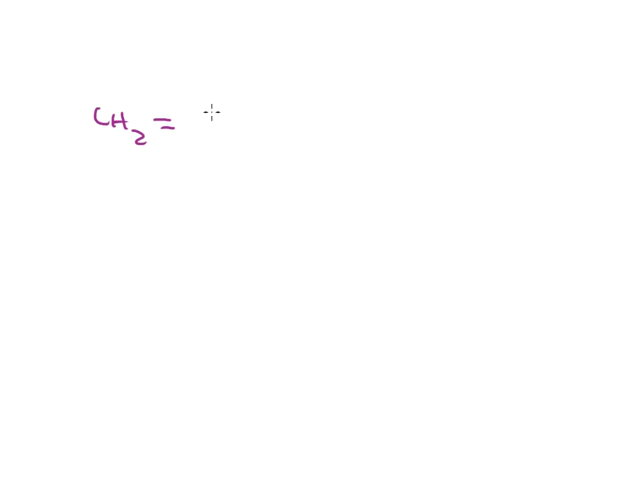 CH₂ =